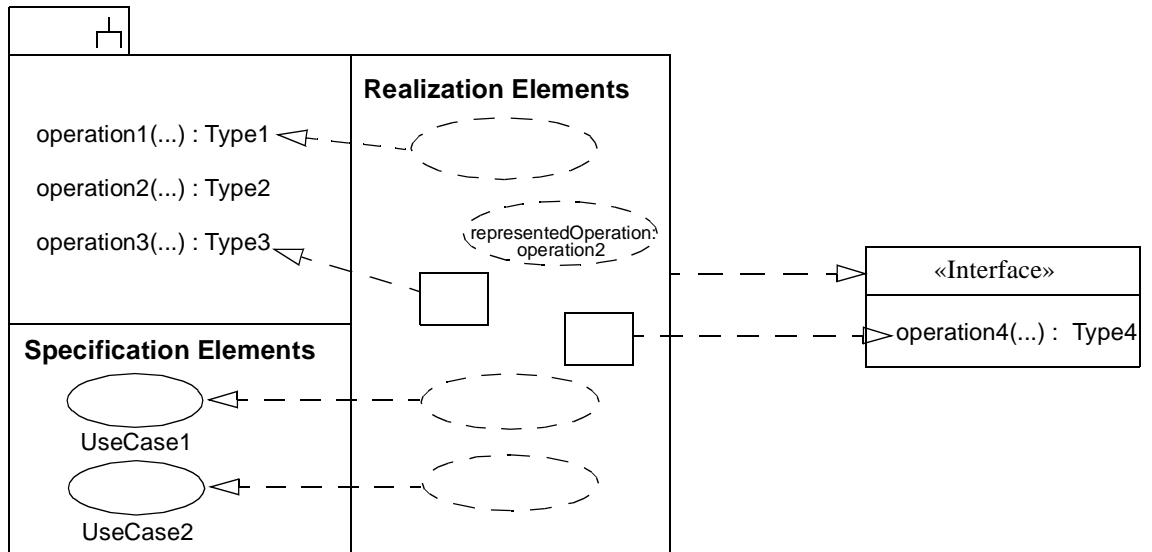 Realization Elements
operation1(...) : Type1
operation2(...) : Type2
operation3(...) : Type3
representedOperation:
operation2
«Interface»
operation4(...) :  Type4
Specification Elements
UseCase1
UseCase2